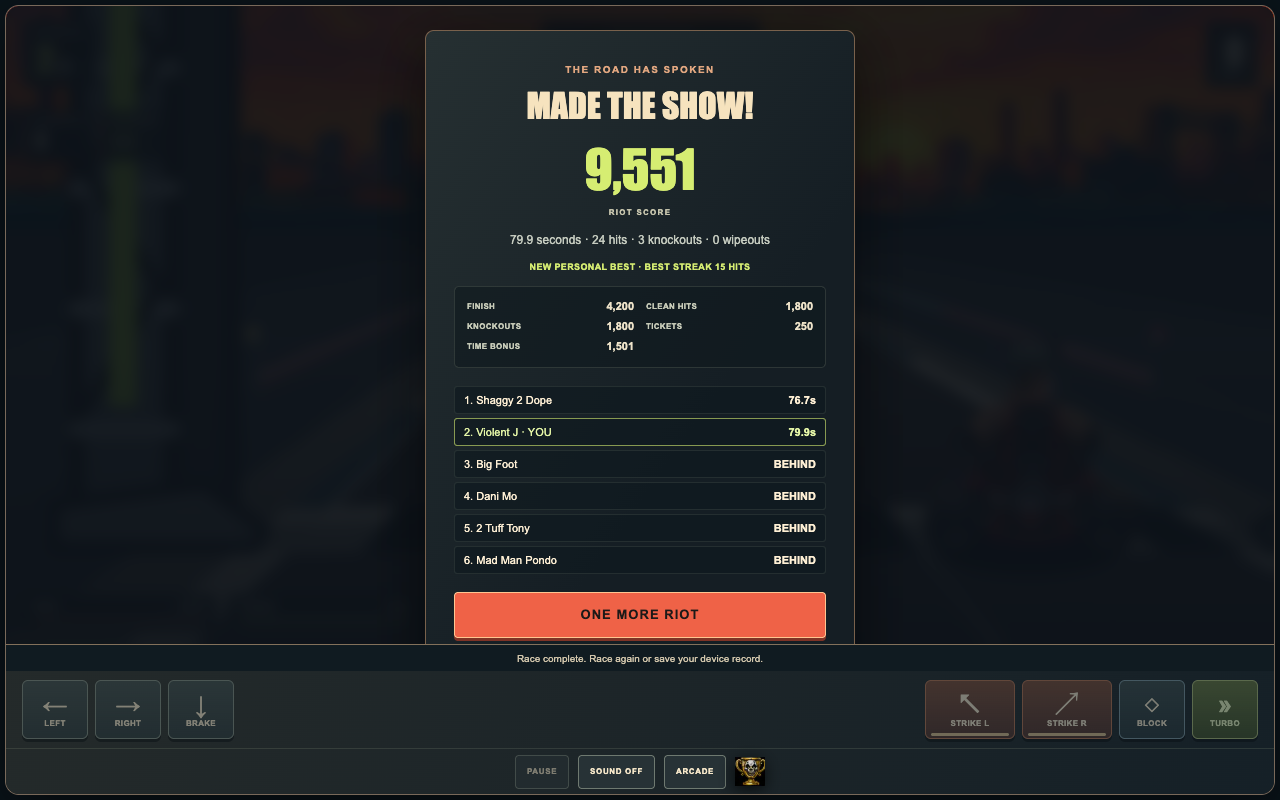 THE ROAD HAS SPOKEN
MADE THE SHOW!
9,551
RIOT SCORE
79.9 seconds · 24 hits · 3 knockouts · 0 wipeouts
NEW PERSONAL BEST · BEST STREAK 15 HITS
FINISH 4,200 CLEAN HITS 1,800
KNOCKOUTS 1,800 TICKETS 250
TIME BONUS 1,501
1. Shaggy 2 Dope 76.7s
2. Violent J · YOU 79.9s
3. Big Foot BEHIND
4. Dani Mo BEHIND
5. 2 Tuff Tony BEHIND
6. Mad Man Pondo BEHIND
ONE MORE RIOT
Race complete. Race again or save your device record.
LEFT RIGHT BRAKE STRIKE L STRIKE R BLOCK TURBO
PAUSE SOUND OFF ARCADE